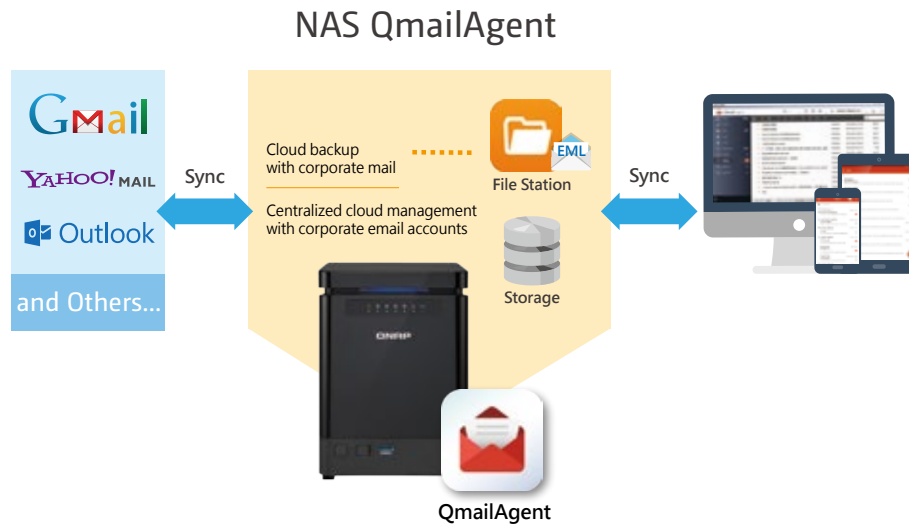 NAS QmailAgent
Gmail
YAHOO! MAIL
Outlook
and Others...
Sync
Cloud backup
with corporate mail
Centralized cloud management
with corporate email accounts
EML
File Station
Storage
QNAP
QmailAgent
Sync